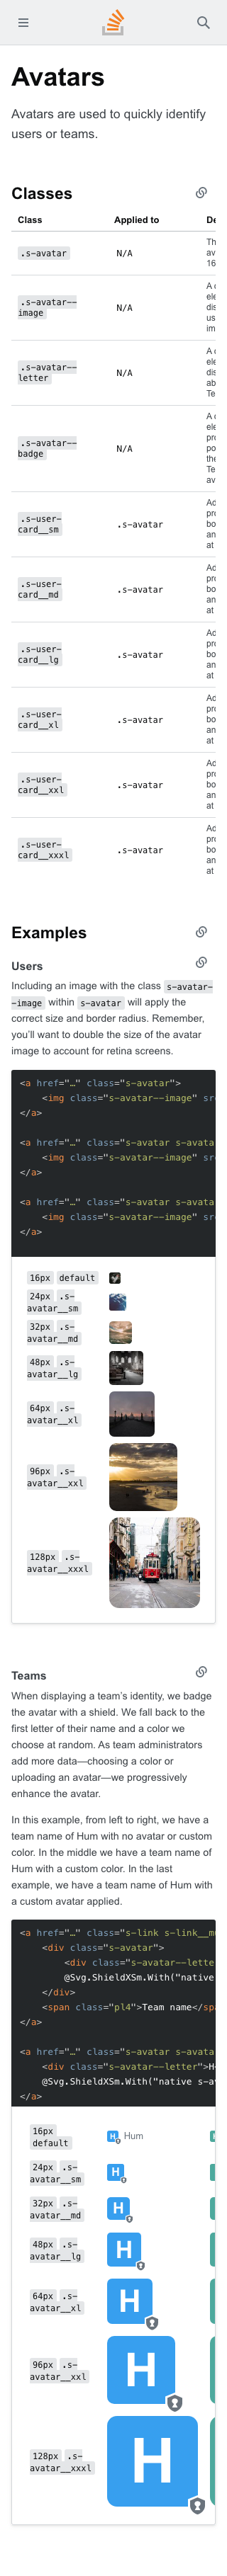 Avatars
Avatars are used to quickly identify
users or teams.
Classes
Class Applied to De
.s-avatar N/A Th
av
16
.s-avatar--
image N/A A c
ele
dis
us
im
.s-avatar--
letter N/A A c
ele
dis
ab
Te
.s-avatar--
badge N/A A c
ele
pro
po
the
Te
av
.s-user-
card__sm .s-avatar Ad
pro
bo
an
at
.s-user-
card__md .s-avatar Ad
pro
bo
an
at
.s-user-
card__lg .s-avatar Ad
pro
bo
an
at
.s-user-
card__xl .s-avatar Ad
pro
bo
an
at
.s-user-
card__xxl .s-avatar Ad
pro
bo
an
at
.s-user-
card__xxxl .s-avatar Ad
pro
bo
an
at
Examples
Users
Including an image with the class s-avatar-
-image within s-avatar will apply the
correct size and border radius. Remember,
you’ll want to double the size of the avatar
image to account for retina screens.
<a href="…" class="s-avatar">
<img class="s-avatar--image" src
</a>
<a href="…" class="s-avatar s-avata
<img class="s-avatar--image" src
</a>
<a href="…" class="s-avatar s-avata
<img class="s-avatar--image" src
</a>
16px default
24px .s-
avatar__sm
32px .s-
avatar__md
48px .s-
avatar__lg
64px .s-
avatar__xl
96px .s-
avatar__xxl
128px .s-
avatar__xxxl
Teams
When displaying a team’s identity, we badge
the avatar with a shield. We fall back to the
first letter of their name and a color we
choose at random. As team administrators
add more data—choosing a color or
uploading an avatar—we progressively
enhance the avatar.
In this example, from left to right, we have a
team name of Hum with no avatar or custom
color. In the middle we have a team name of
Hum with a custom color. In the last
example, we have a team name of Hum with
a custom avatar applied.
<a href="…" class="s-link s-link__mu
<div class="s-avatar">
<div class="s-avatar--lette
@Svg.ShieldXSm.With("native
</div>
<span class="pl4">Team name</sp
</a>
<a href="…" class="s-avatar s-avata
<div class="s-avatar--letter">H
@Svg.ShieldXSm.With("native s-av
</a>
16px
default
H Hum
24px .s-
avatar__sm
H
32px .s-
avatar__md
H
48px .s-
avatar__lg
H
64px .s-
avatar__xl
H
96px .s-
avatar__xxl
H
128px .s-
avatar__xxxl
H